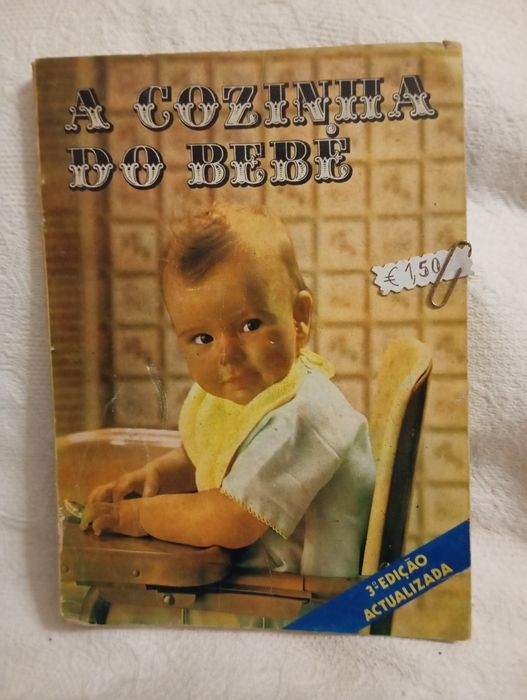 A COZINHA
DO BEBÉ
€ 1,50
3ª EDIÇÃO
ACTUALIZADA